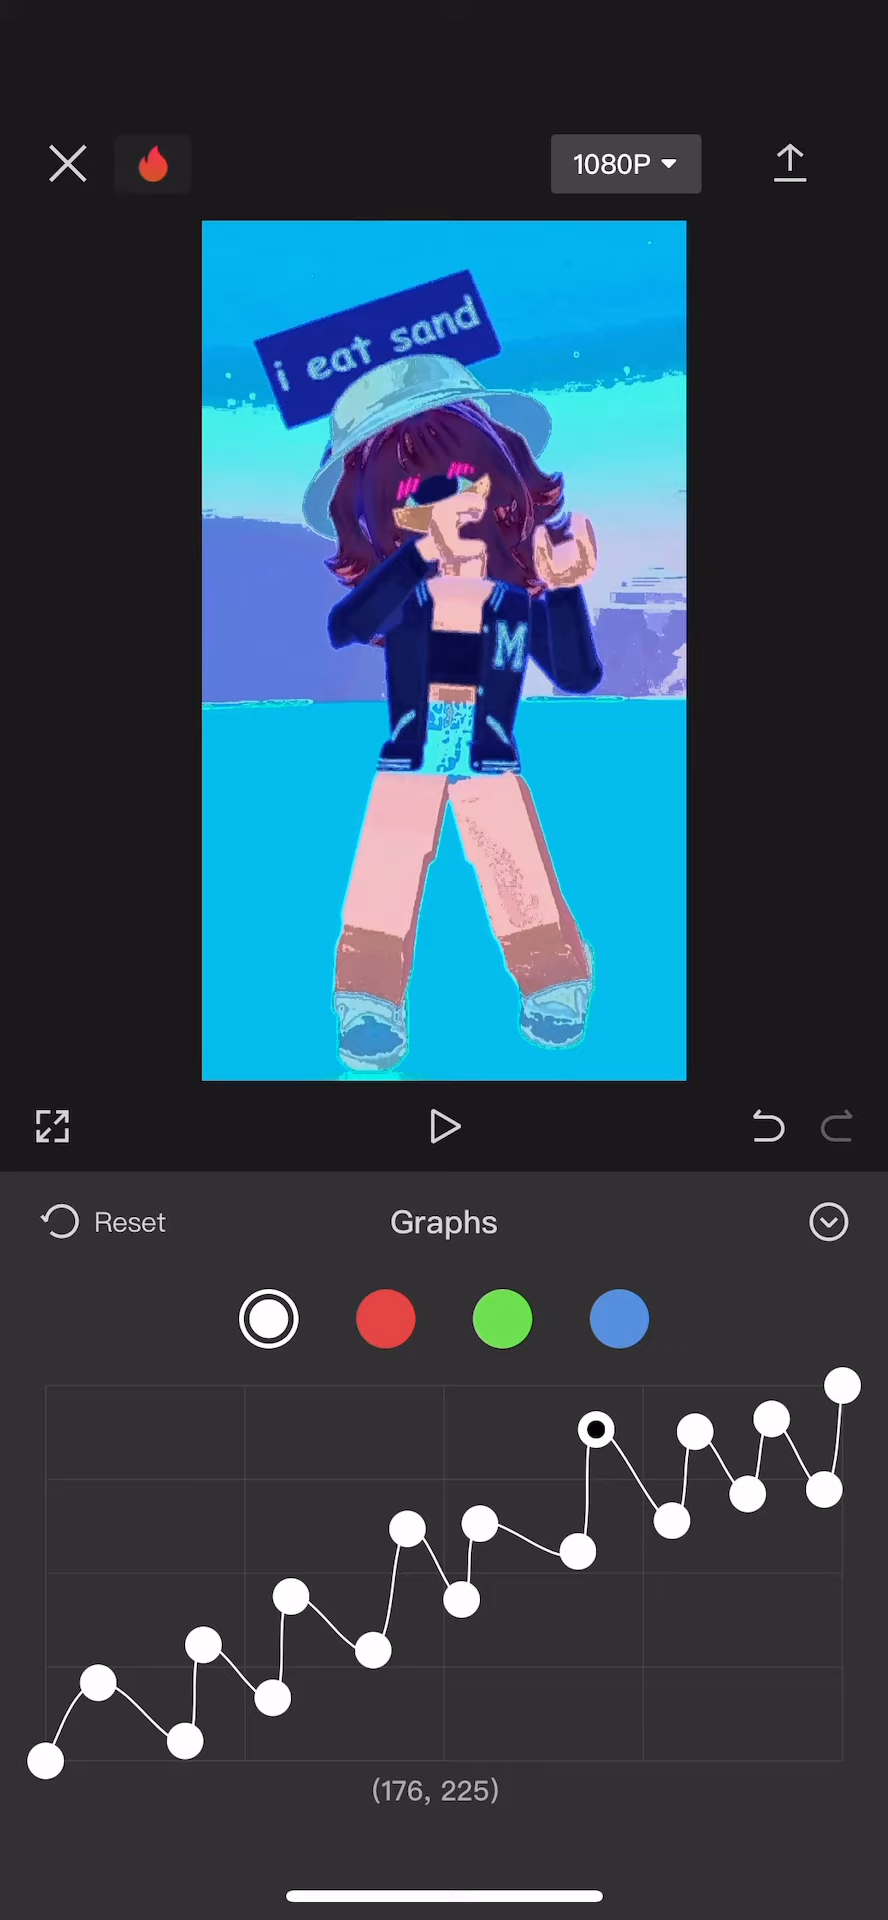 1080P
i eat sand
M
Reset
Graphs
(176, 225)